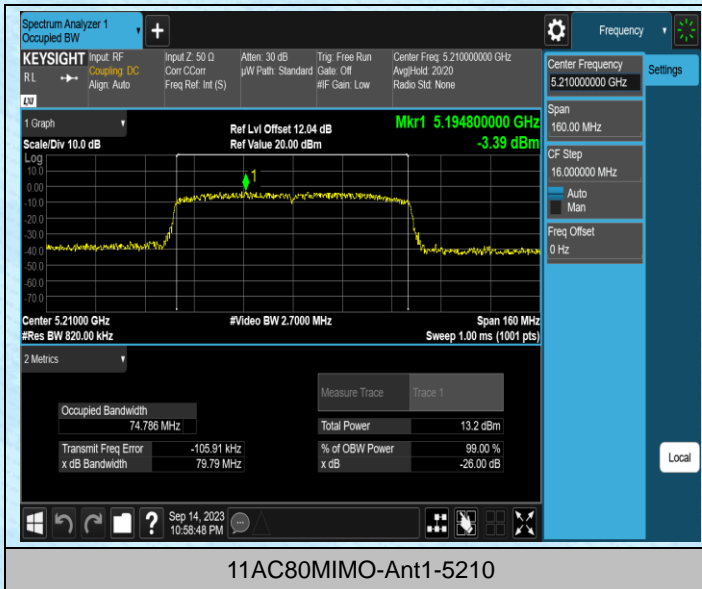 Spectrum Analyzer 1
Occupied BW
Frequency
KEYSIGHT
RL
Input: RF
Coupling: DC
Align: Auto
Input Z: 50 Ω
Corr CCorr
Freq Ref: Int (S)
Atten: 30 dB
µW Path: Standard
Trig: Free Run
Gate: Off
#IF Gain: Low
Center Freq: 5.210000000 GHz
Avg|Hold: 20/20
Radio Std: None
LXI
1 Graph
Scale/Div 10.0 dB
Ref Lvl Offset 12.04 dB
Ref Value 20.00 dBm
Mkr1 5.194800000 GHz
-3.39 dBm
Log
10.0
0.00
-10.0
-20.0
-30.0
-40.0
-50.0
-60.0
-70.0
1
Center 5.21000 GHz
#Res BW 820.00 kHz
#Video BW 2.7000 MHz
Span 160 MHz
Sweep 1.00 ms (1001 pts)
2 Metrics
Measure Trace
Trace 1
Occupied Bandwidth
74.786 MHz
Total Power
13.2 dBm
Transmit Freq Error
-105.91 kHz
% of OBW Power
99.00 %
x dB Bandwidth
79.79 MHz
x dB
-26.00 dB
Center Frequency
5.210000000 GHz
Settings
Span
160.00 MHz
CF Step
16.000000 MHz
Auto
Man
Freq Offset
0 Hz
Local
?
Sep 14, 2023
10:58:48 PM
11AC80MIMO-Ant1-5210